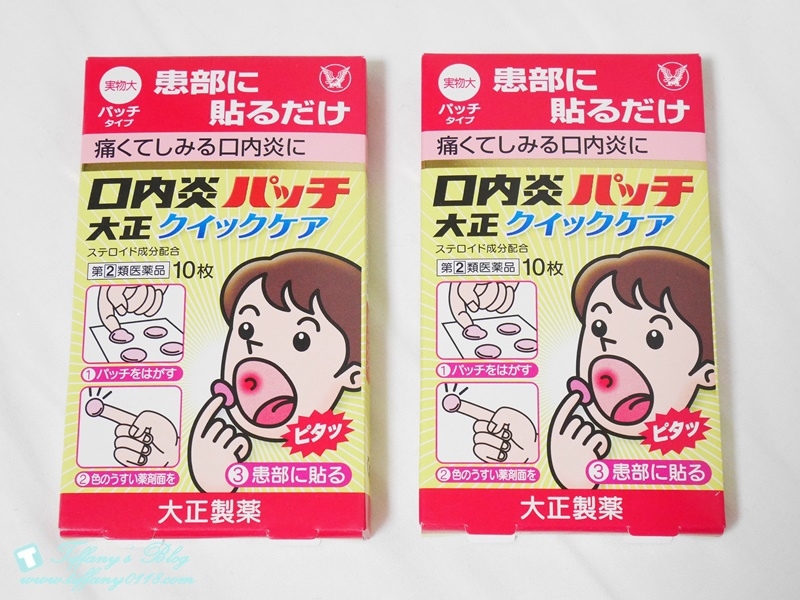 実物大
パッチ
タイプ
患部に
貼るだけ
痛くてしみる口内炎に
口内炎パッチ
大正クイックケア
ステロイド成分配合
指定第②類医薬品 10枚
①パッチをはがす
②色のうすい薬剤面を
ピタッ
③患部に貼る
大正製薬
実物大
パッチ
タイプ
患部に
貼るだけ
痛くてしみる口内炎に
口内炎パッチ
大正クイックケア
ステロイド成分配合
指定第②類医薬品 10枚
①パッチをはがす
②色のうすい薬剤面を
ピタッ
③患部に貼る
大正製薬
T Tiffany's Blog
www.tiffany0118.com